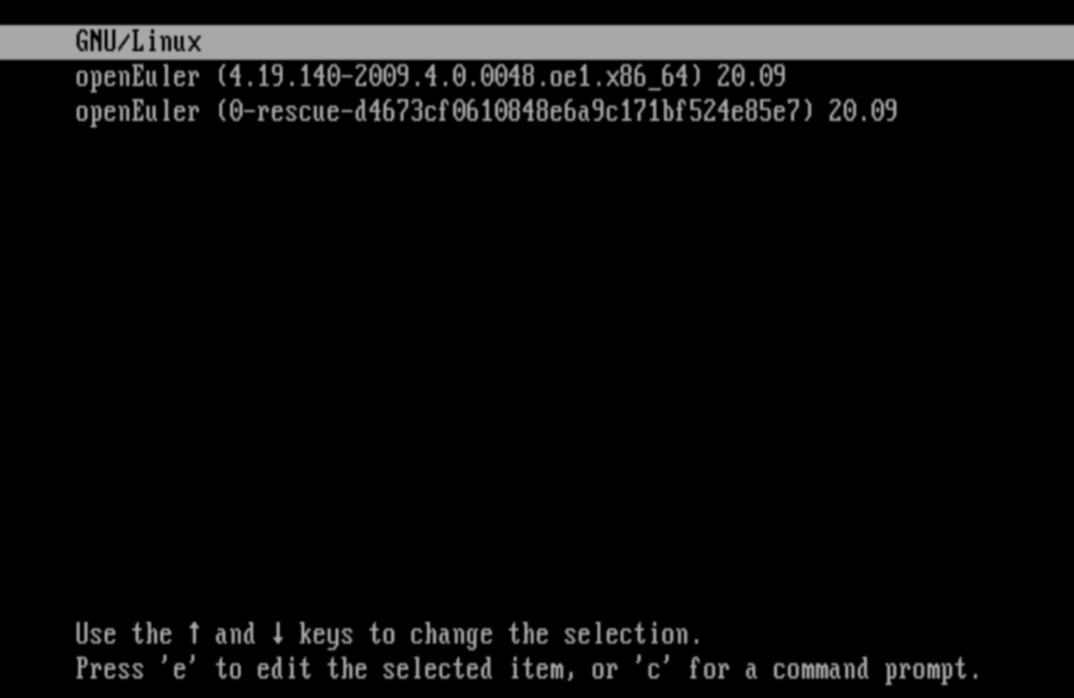 GNU/Linux
openEuler (4.19.140-2009.4.0.0048.oe1.x86_64) 20.09
openEuler (0-rescue-d4673cf0610848e6a9c171bf524e85e7) 20.09
Use the ↑ and ↓ keys to change the selection.
Press 'e' to edit the selected item, or 'c' for a command prompt.